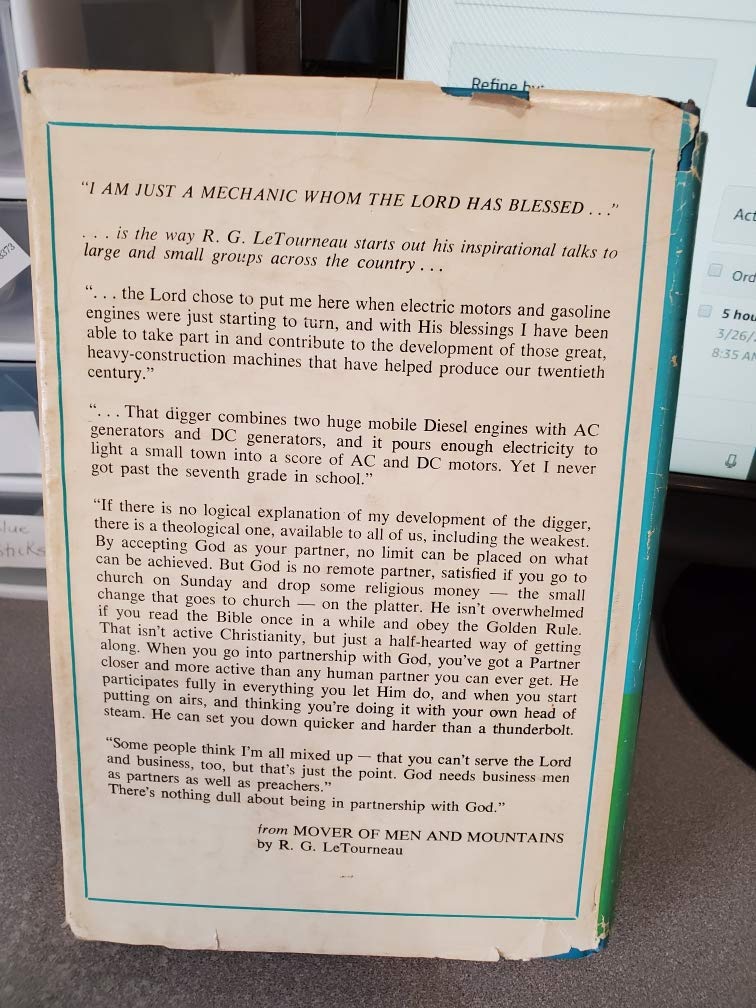 Refine by:
"I AM JUST A MECHANIC WHOM THE LORD HAS BLESSED . . ."
. . . is the way R. G. LeTourneau starts out his inspirational talks to
large and small groups across the country . . .
". . . the Lord chose to put me here when electric motors and gasoline
engines were just starting to turn, and with His blessings I have been
able to take part in and contribute to the development of those great,
heavy-construction machines that have helped produce our twentieth
century."
". . . That digger combines two huge mobile Diesel engines with AC
generators and DC generators, and it pours enough electricity to
light a small town into a score of AC and DC motors. Yet I never
got past the seventh grade in school."
"If there is no logical explanation of my development of the digger,
there is a theological one, available to all of us, including the weakest.
By accepting God as your partner, no limit can be placed on what
can be achieved. But God is no remote partner, satisfied if you go to
church on Sunday and drop some religious money — the small
change that goes to church — on the platter. He isn't overwhelmed
if you read the Bible once in a while and obey the Golden Rule.
That isn't active Christianity, but just a half-hearted way of getting
along. When you go into partnership with God, you've got a Partner
closer and more active than any human partner you can ever get. He
participates fully in everything you let Him do, and when you start
putting on airs, and thinking you're doing it with your own head of
steam. He can set you down quicker and harder than a thunderbolt.
"Some people think I'm all mixed up — that you can't serve the Lord
and business, too, but that's just the point. God needs business men
as partners as well as preachers."
There's nothing dull about being in partnership with God."
from MOVER OF MEN AND MOUNTAINS
by R. G. LeTourneau
Act
Ord
5 hou
3/26/
8:35 AM